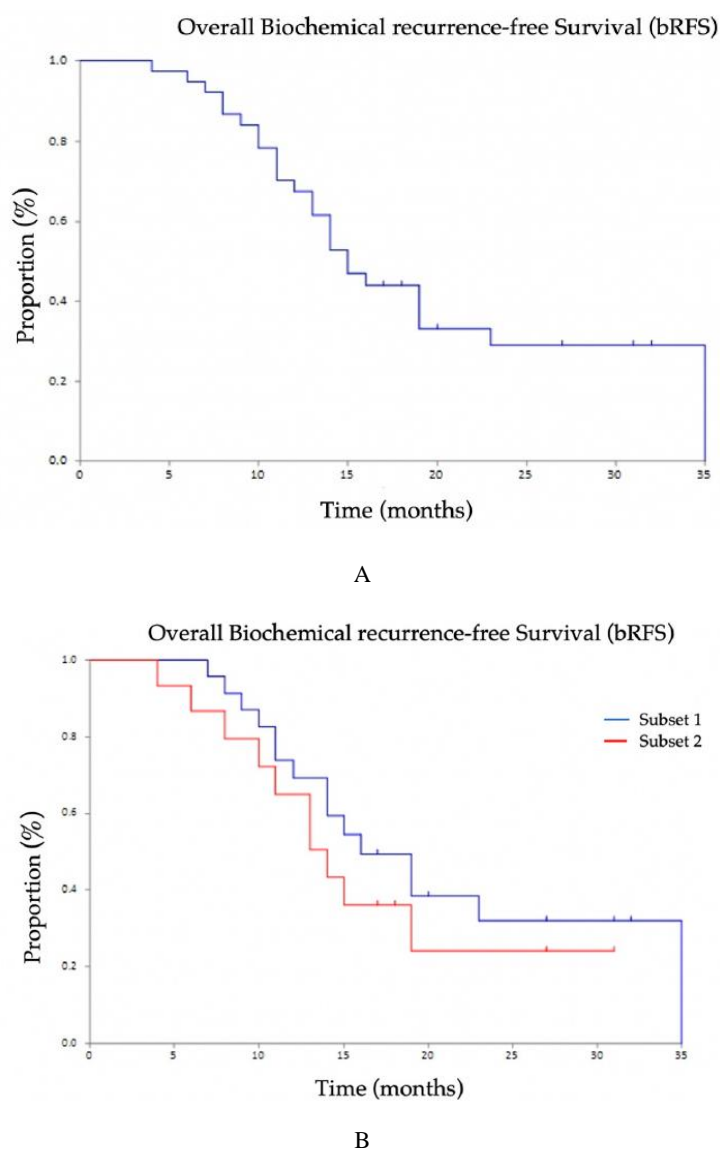 Overall Biochemical recurrence-free Survival (bRFS)
1.0
0.8
0.6
0.4
0.2
0.0
Proportion (%)
0 5 10 15 20 25 30 35
Time (months)
A
Overall Biochemical recurrence-free Survival (bRFS)
1.0
0.8
0.6
0.4
0.2
0.0
Proportion (%)
Subset 1
Subset 2
0 5 10 15 20 25 30 35
Time (months)
B